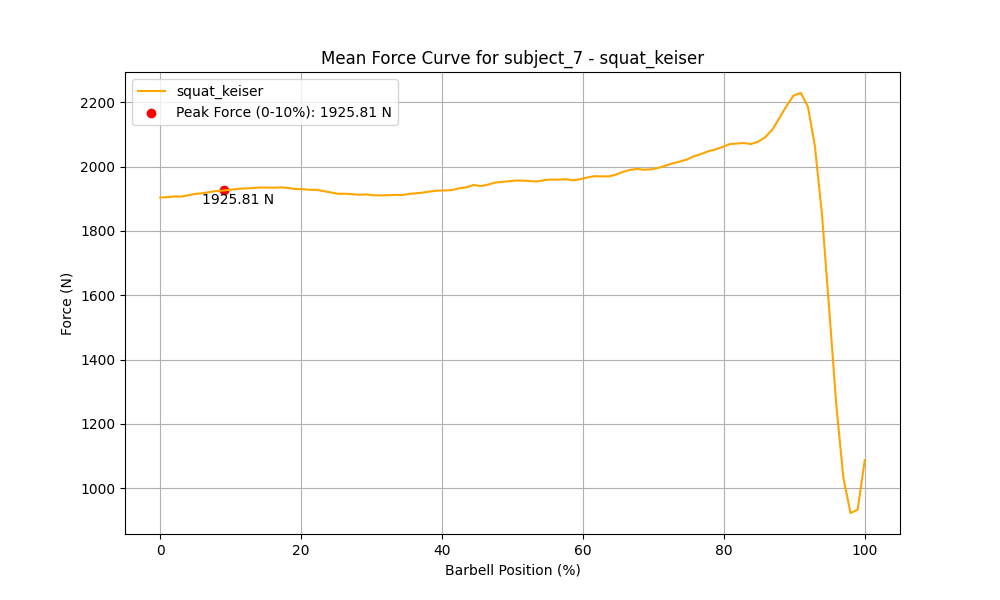 Mean Force Curve for subject_7 - squat_keiser
squat_keiser
Peak Force (0-10%): 1925.81 N
1925.81 N
2200
2000
1800
1600
1400
1200
1000
Force (N)
0 20 40 60 80 100
Barbell Position (%)